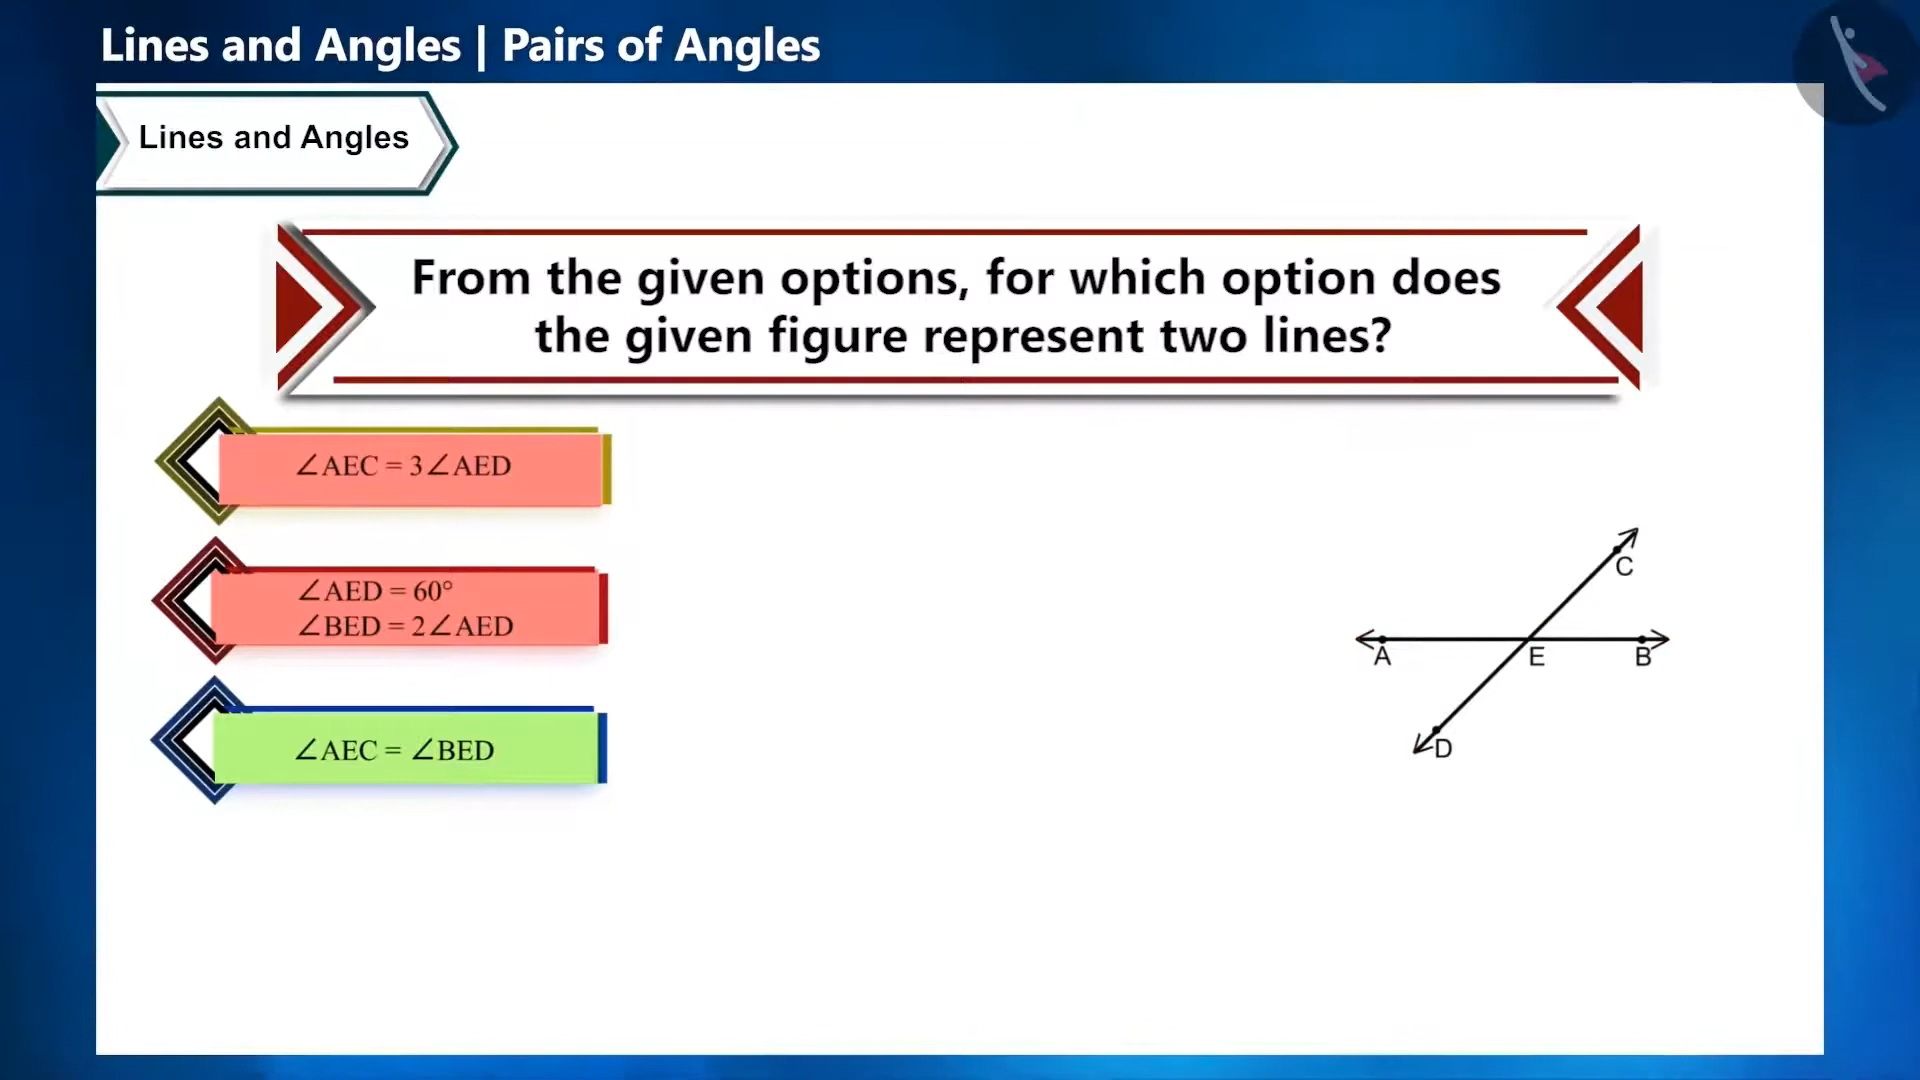 Lines and Angles | Pairs of Angles
Lines and Angles
From the given options, for which option does
the given figure represent two lines?
∠AEC = 3∠AED
∠AED = 60°
∠BED = 2∠AED
∠AEC = ∠BED
C
A
E
B
D